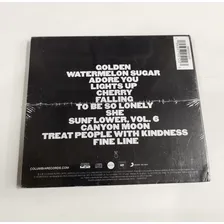 GOLDEN
WATERMELON SUGAR
ADORE YOU
LIGHTS UP
CHERRY
FALLING
TO BE SO LONELY
SHE
SUNFLOWER, VOL. 6
CANYON MOON
TREAT PEOPLE WITH KINDNESS
FINE LINE